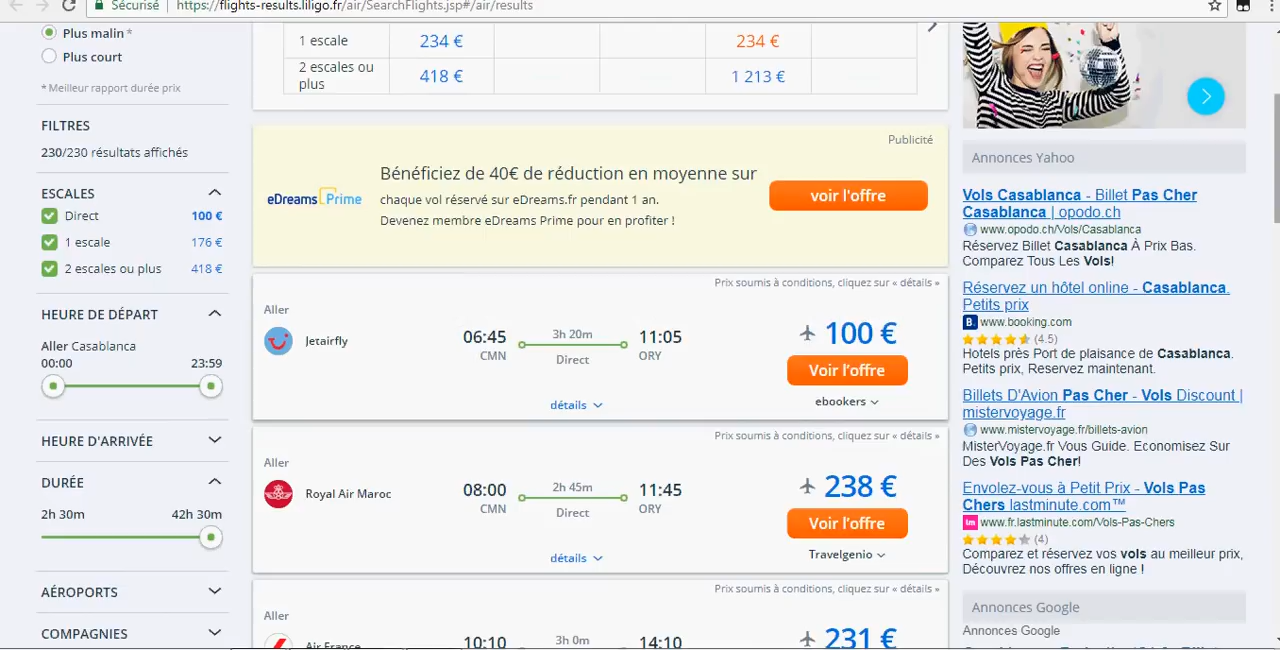 Sécurisé
https://flights-results.liligo.fr/air/SearchFlights.jsp#/air/results
Plus malin *
Plus court
* Meilleur rapport durée prix
FILTRES
230/230 résultats affichés
ESCALES
Direct 100 €
1 escale 176 €
2 escales ou plus 418 €
HEURE DE DÉPART
Aller Casablanca
00:00 23:59
HEURE D'ARRIVÉE
DURÉE
2h 30m 42h 30m
AÉROPORTS
COMPAGNIES
1 escale 234 € 234 €
2 escales ou
plus
418 € 1 213 €
Publicité
eDreams Prime
Bénéficiez de 40€ de réduction en moyenne sur
chaque vol réservé sur eDreams.fr pendant 1 an.
Devenez membre eDreams Prime pour en profiter !
voir l'offre
Prix soumis à conditions, cliquez sur « détails »
Aller
Jetairfly
06:45 3h 20m 11:05
CMN Direct ORY
100 €
Voir l'offre
ebookers
détails
Prix soumis à conditions, cliquez sur « détails »
Aller
Royal Air Maroc
08:00 2h 45m 11:45
CMN Direct ORY
238 €
Voir l'offre
Travelgenio
détails
Prix soumis à conditions, cliquez sur « détails »
Aller
Air France
10:10 3h 0m 14:10
231 €
Annonces Yahoo
Vols Casablanca - Billet Pas Cher
Casablanca | opodo.ch
www.opodo.ch/Vols/Casablanca
Réservez Billet Casablanca À Prix Bas.
Comparez Tous Les Vols!
Réservez un hôtel online - Casablanca.
Petits prix
B. www.booking.com
(4.5)
Hotels près Port de plaisance de Casablanca.
Petits prix, Reservez maintenant.
Billets D'Avion Pas Cher - Vols Discount |
mistervoyage.fr
www.mistervoyage.fr/billets-avion
MisterVoyage.fr Vous Guide. Economisez Sur
Des Vols Pas Cher!
Envolez-vous à Petit Prix - Vols Pas
Chers lastminute.com™
lm www.fr.lastminute.com/Vols-Pas-Chers
(4)
Comparez et réservez vos vols au meilleur prix,
Découvrez nos offres en ligne !
Annonces Google
Annonces Google